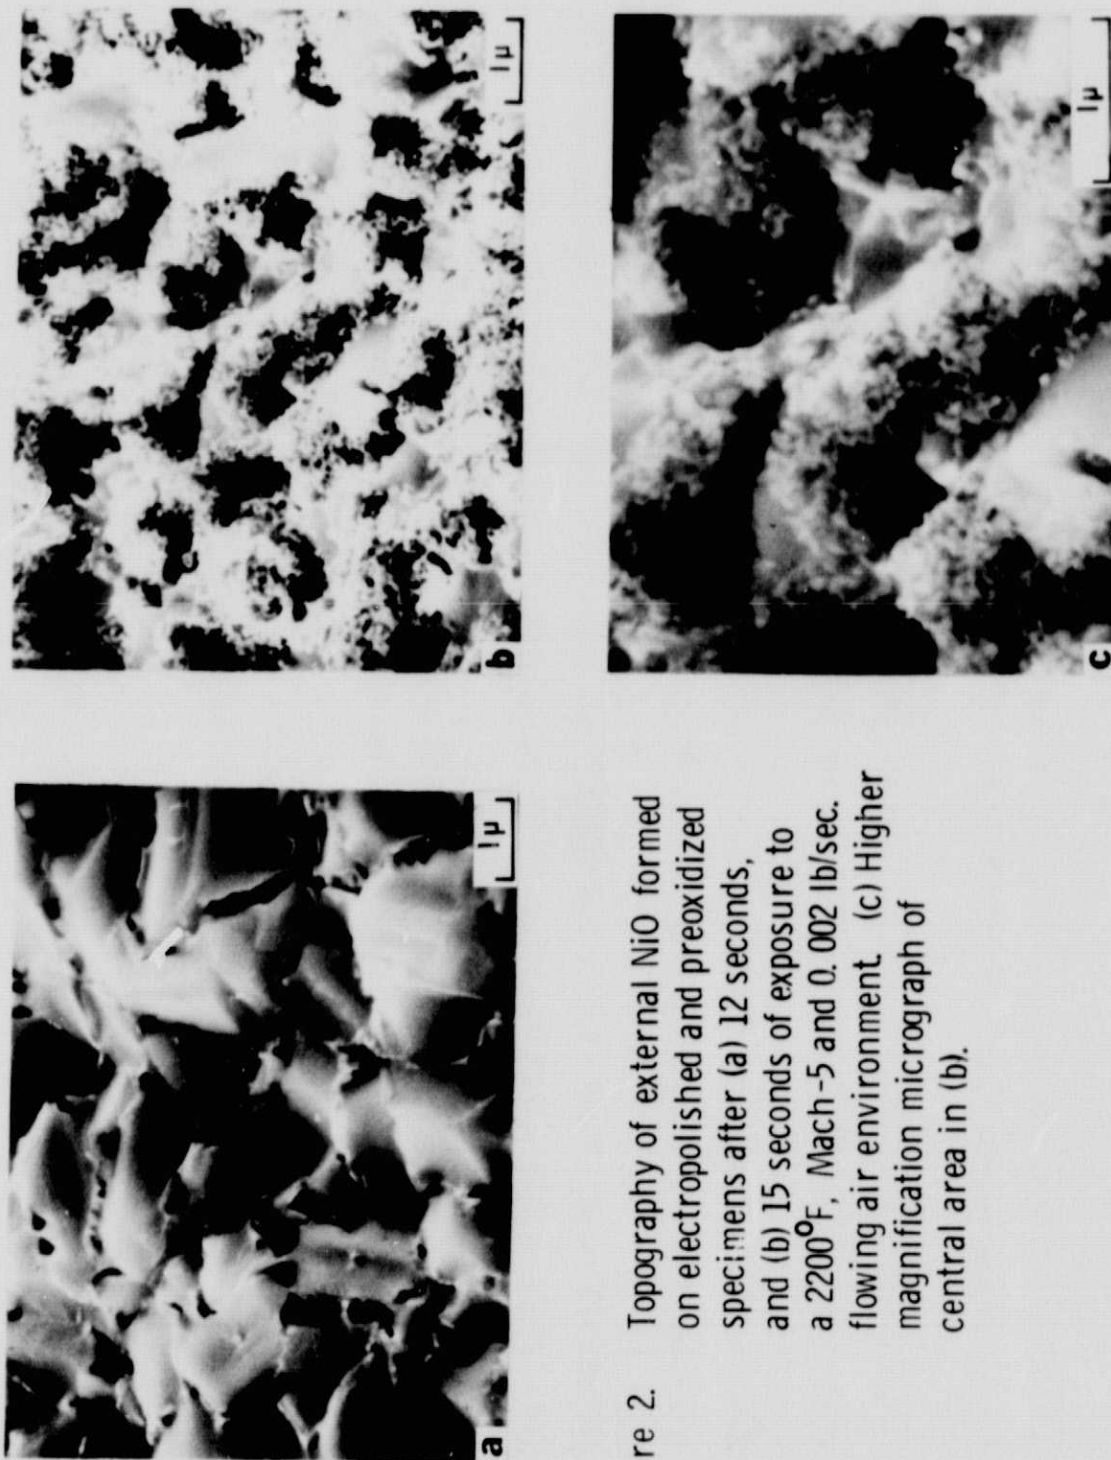 a
1μ
b
1μ
c
1μ
re 2. Topography of external NiO formed
on electropolished and preoxidized
specimens after (a) 12 seconds,
and (b) 15 seconds of exposure to
a 2200°F, Mach-5 and 0.002 lb/sec.
flowing air environment. (c) Higher
magnification micrograph of
central area in (b).